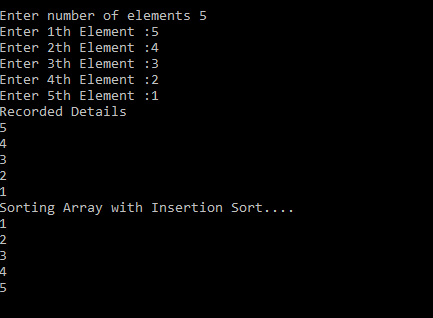 Enter number of elements 5
Enter 1th Element :5
Enter 2th Element :4
Enter 3th Element :3
Enter 4th Element :2
Enter 5th Element :1
Recorded Details
5
4
3
2
1
Sorting Array with Insertion Sort....
1
2
3
4
5